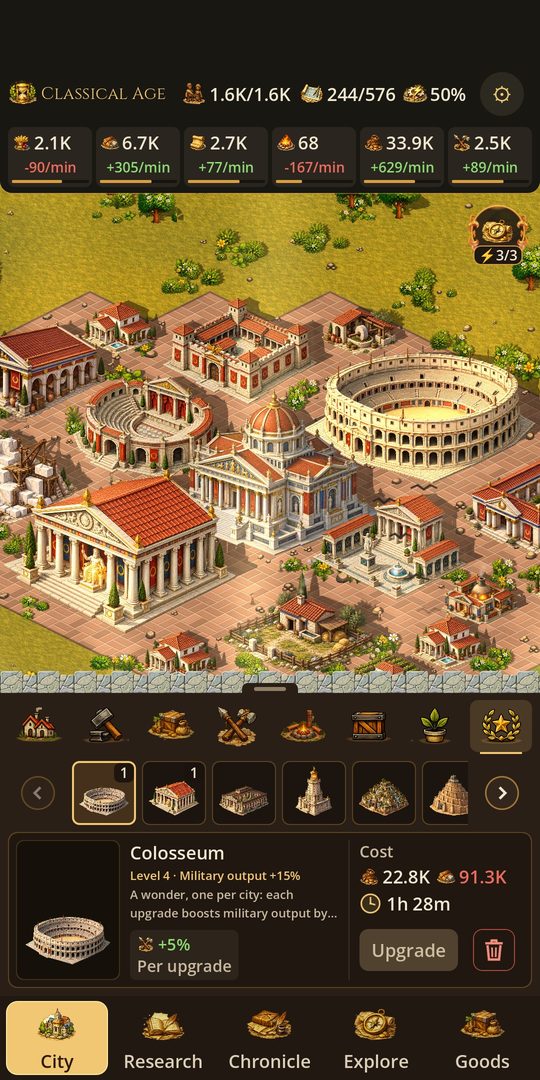 Classical Age 1.6K/1.6K 244/576 50%
2.1K 6.7K 2.7K 68 33.9K 2.5K
-90/min +305/min +77/min -167/min +629/min +89/min
3/3
1 1
Colosseum
Level 4 · Military output +15%
A wonder, one per city: each
upgrade boosts military output by...
+5%
Per upgrade
Cost
22.8K 91.3K
1h 28m
Upgrade
City Research Chronicle Explore Goods